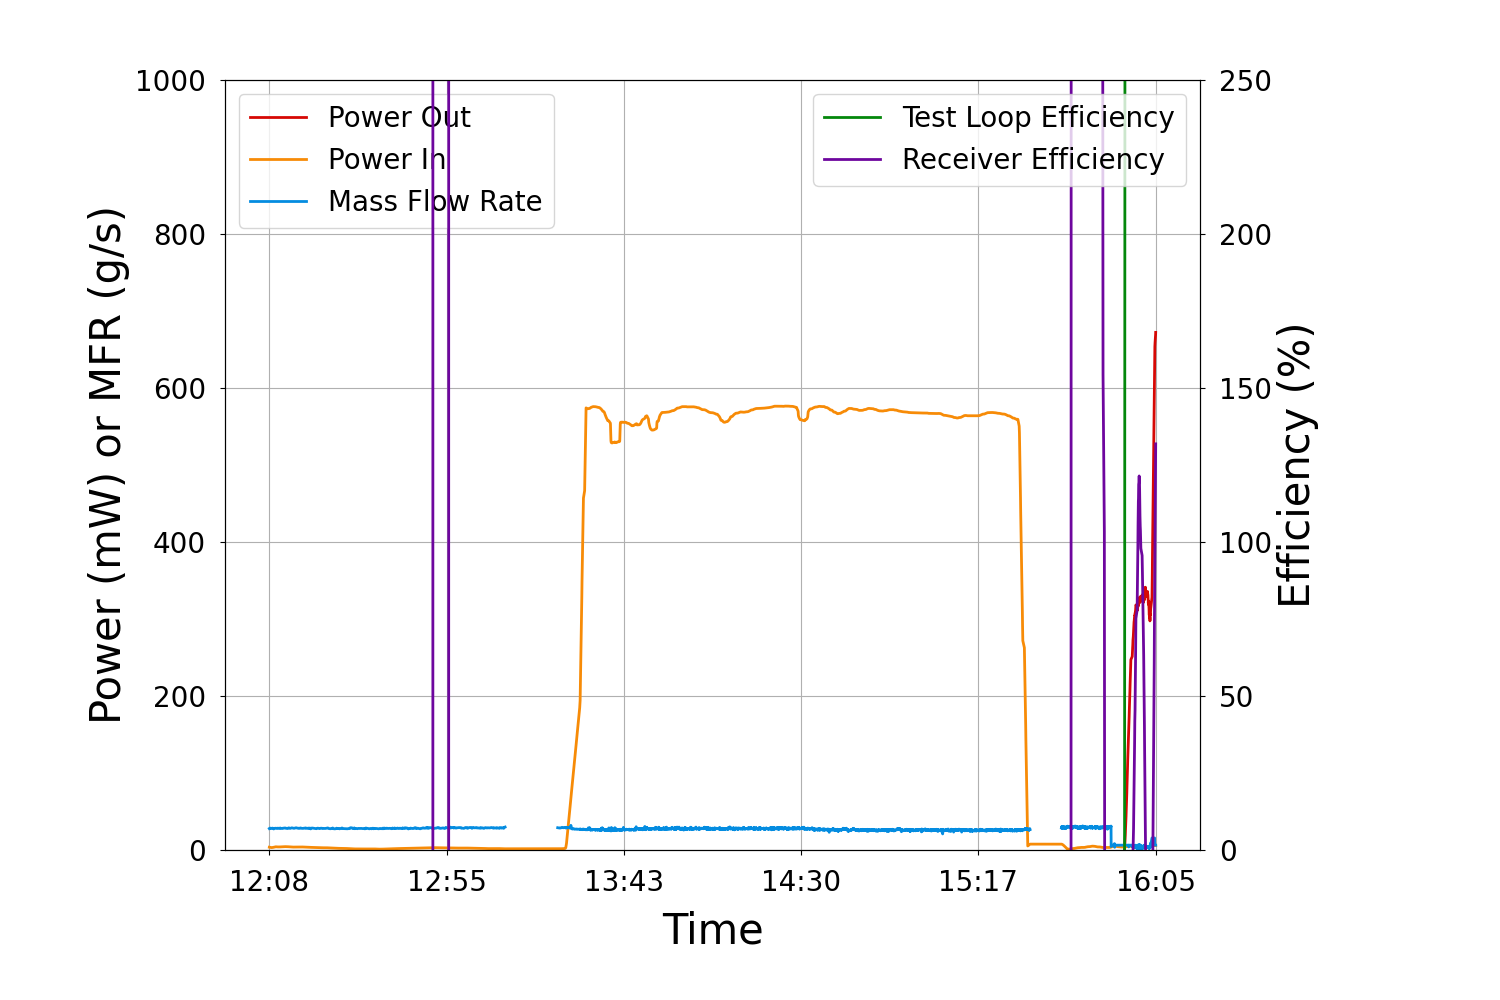 1000
800
600
400
200
0
Power (mW) or MFR (g/s)
Power Out
Power In
Mass Flow Rate
Test Loop Efficiency
Receiver Efficiency
250
200
150
100
50
0
Efficiency (%)
12:08
12:55
13:43
14:30
15:17
16:05
Time